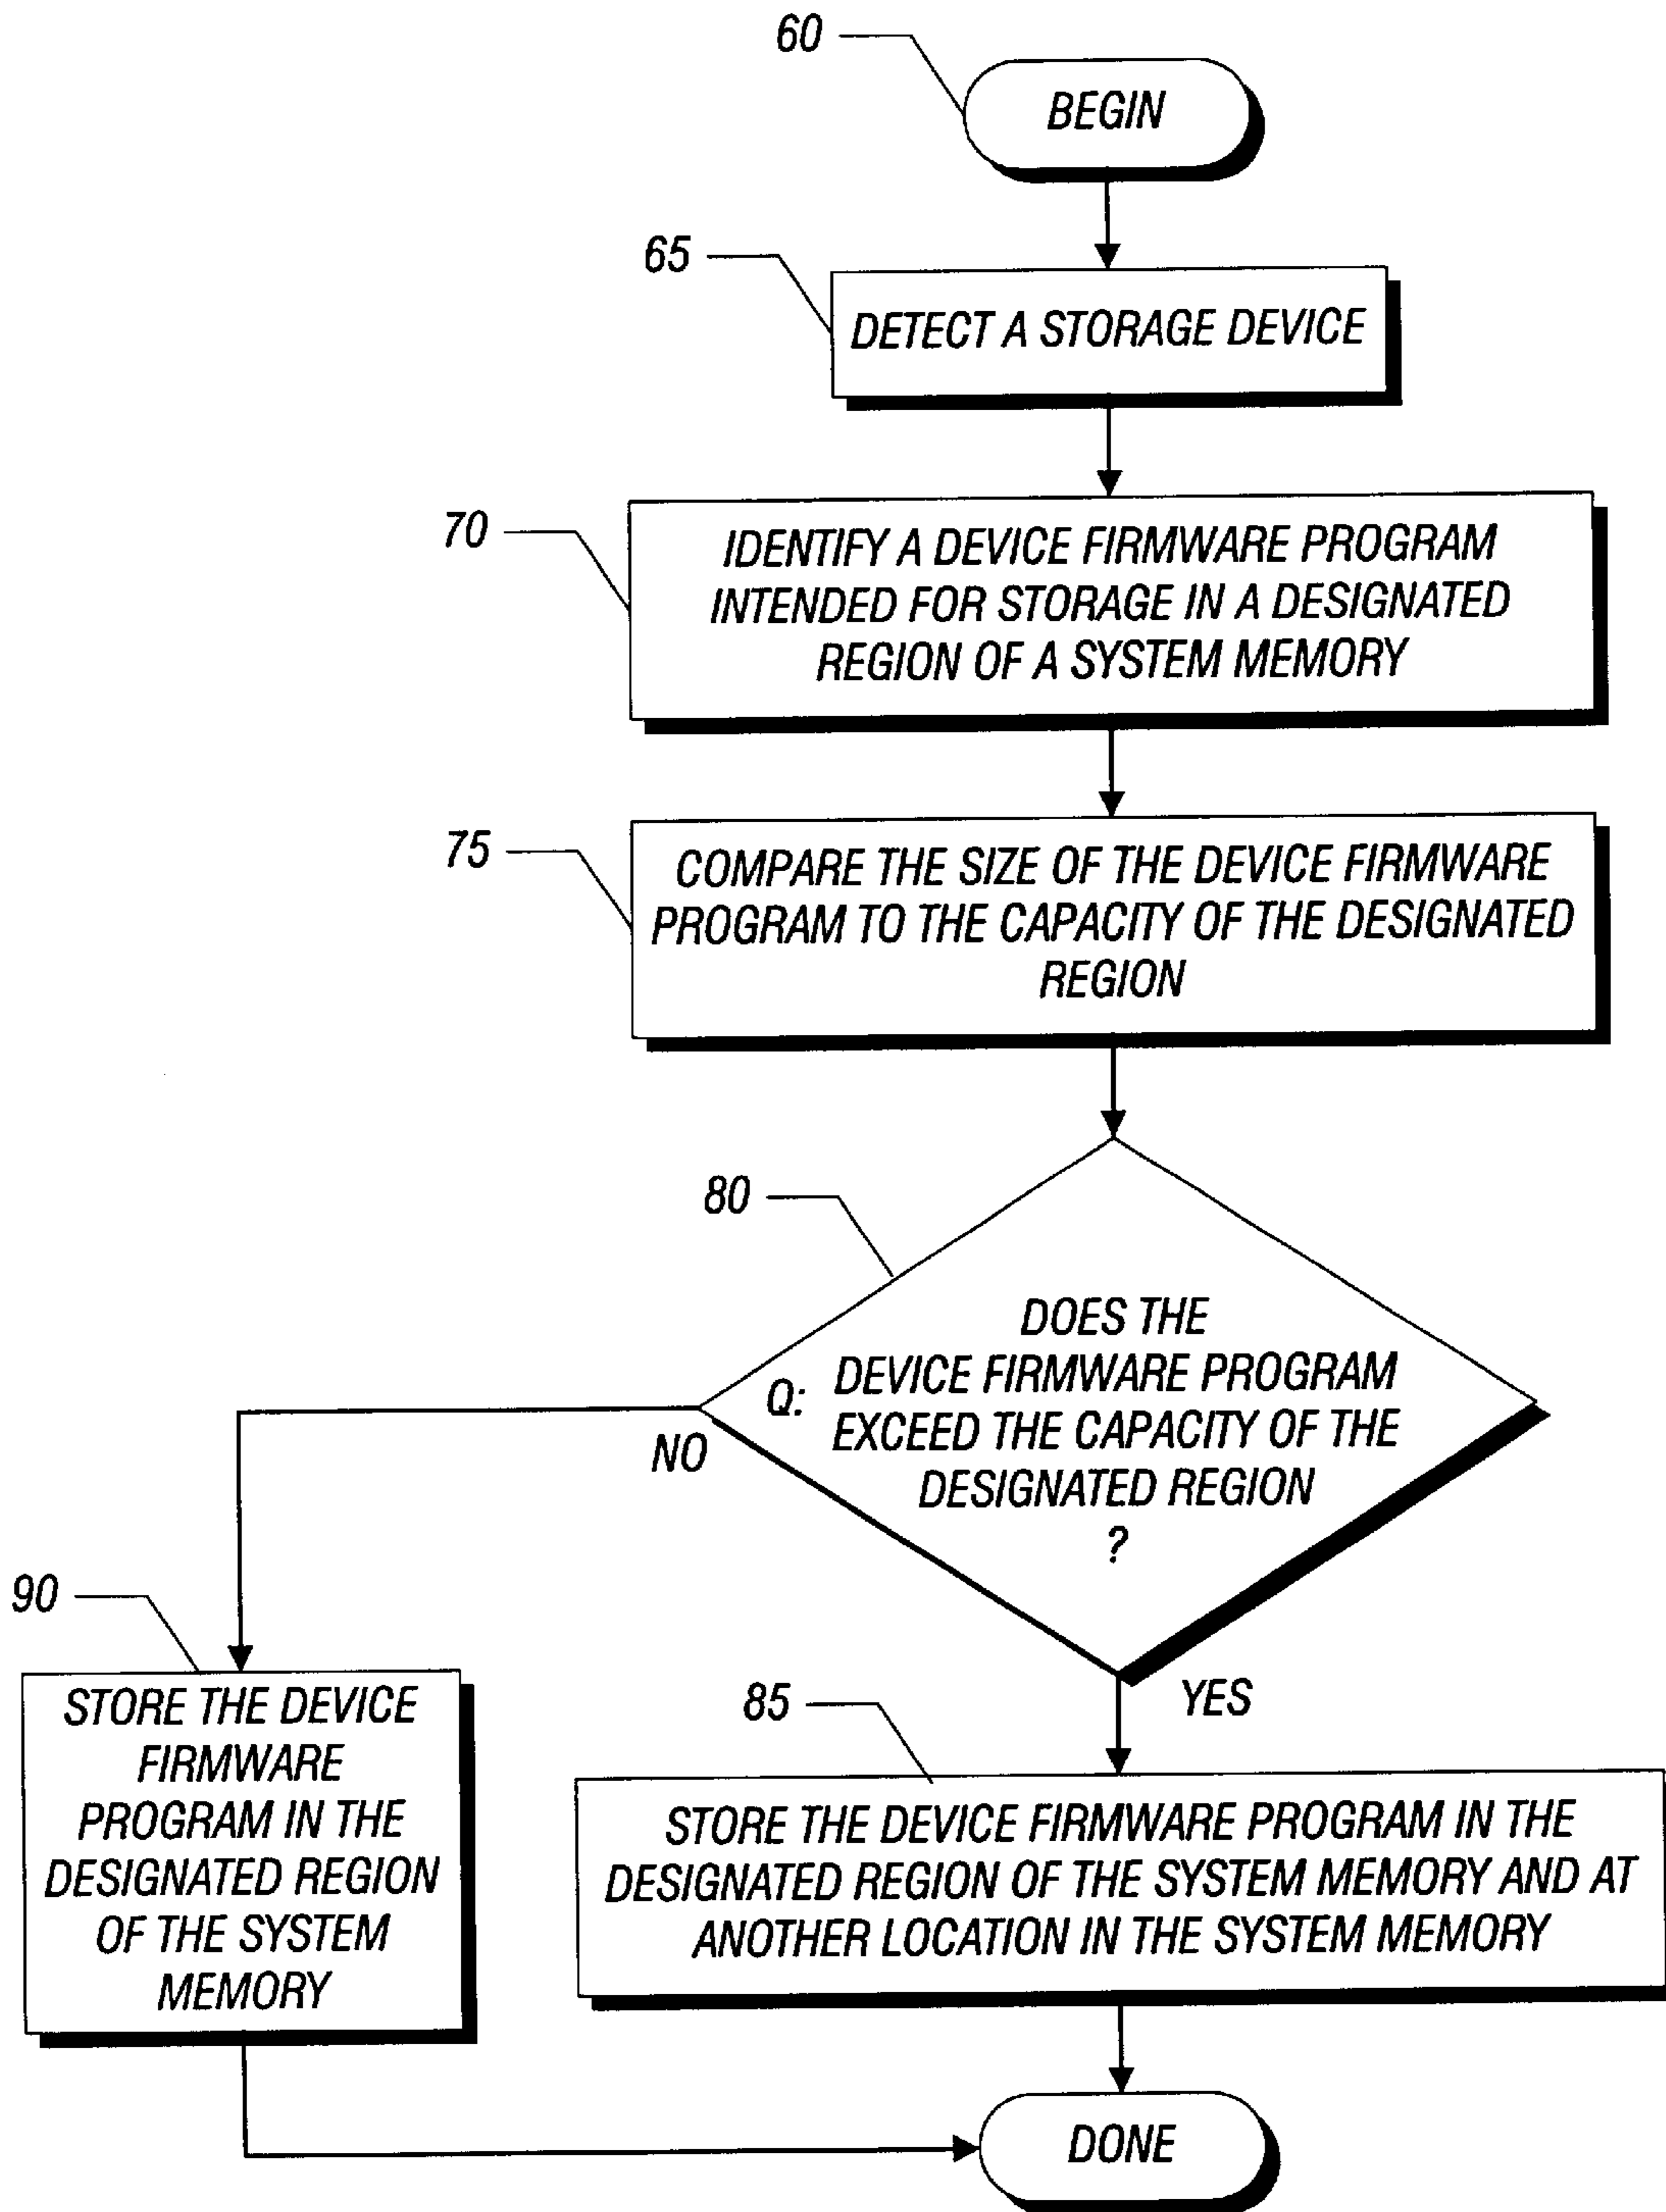 60
BEGIN
65
DETECT A STORAGE DEVICE
70
IDENTIFY A DEVICE FIRMWARE PROGRAM
INTENDED FOR STORAGE IN A DESIGNATED
REGION OF A SYSTEM MEMORY
75
COMPARE THE SIZE OF THE DEVICE FIRMWARE
PROGRAM TO THE CAPACITY OF THE DESIGNATED
REGION
80
DOES THE
Q: DEVICE FIRMWARE PROGRAM
EXCEED THE CAPACITY OF THE
DESIGNATED REGION
?
NO
YES
90
STORE THE DEVICE
FIRMWARE
PROGRAM IN THE
DESIGNATED REGION
OF THE SYSTEM
MEMORY
85
STORE THE DEVICE FIRMWARE PROGRAM IN THE
DESIGNATED REGION OF THE SYSTEM MEMORY AND AT
ANOTHER LOCATION IN THE SYSTEM MEMORY
DONE